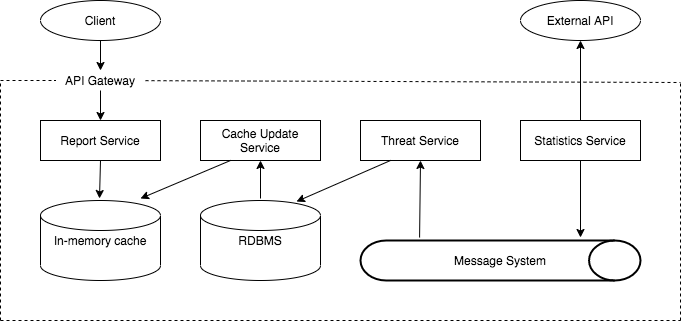 Client
External API
API Gateway
Report Service
Cache Update
Service
Threat Service
Statistics Service
In-memory cache
RDBMS
Message System